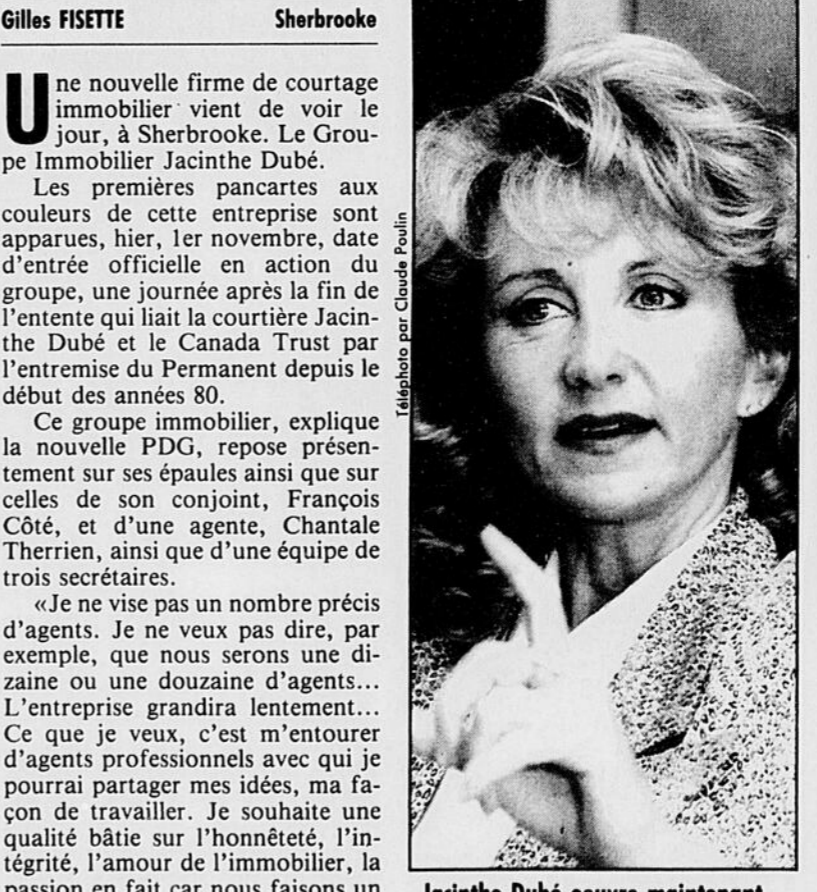 Gilles FISETTE Sherbrooke
Une nouvelle firme de courtage
immobilier vient de voir le
jour, à Sherbrooke. Le Grou-
pe Immobilier Jacinthe Dubé.
Les premières pancartes aux
couleurs de cette entreprise sont
apparues, hier, 1er novembre, date
d'entrée officielle en action du
groupe, une journée après la fin de
l'entente qui liait la courtière Jacin-
the Dubé et le Canada Trust par
l'entremise du Permanent depuis le
début des années 80.
Ce groupe immobilier, explique
la nouvelle PDG, repose présen-
tement sur ses épaules ainsi que sur
celles de son conjoint, François
Côté, et d'une agente, Chantale
Therrien, ainsi que d'une équipe de
trois secrétaires.
«Je ne vise pas un nombre précis
d'agents. Je ne veux pas dire, par
exemple, que nous serons une di-
zaine ou une douzaine d'agents...
L'entreprise grandira lentement...
Ce que je veux, c'est m'entourer
d'agents professionnels avec qui je
pourrai partager mes idées, ma fa-
çon de travailler. Je souhaite une
qualité bâtie sur l'honnêteté, l'in-
tégrité, l'amour de l'immobilier, la
passion en fait car nous faisons un
Téléphoto par Claude Poulin
Jacinthe Dubé oeuvre maintenant